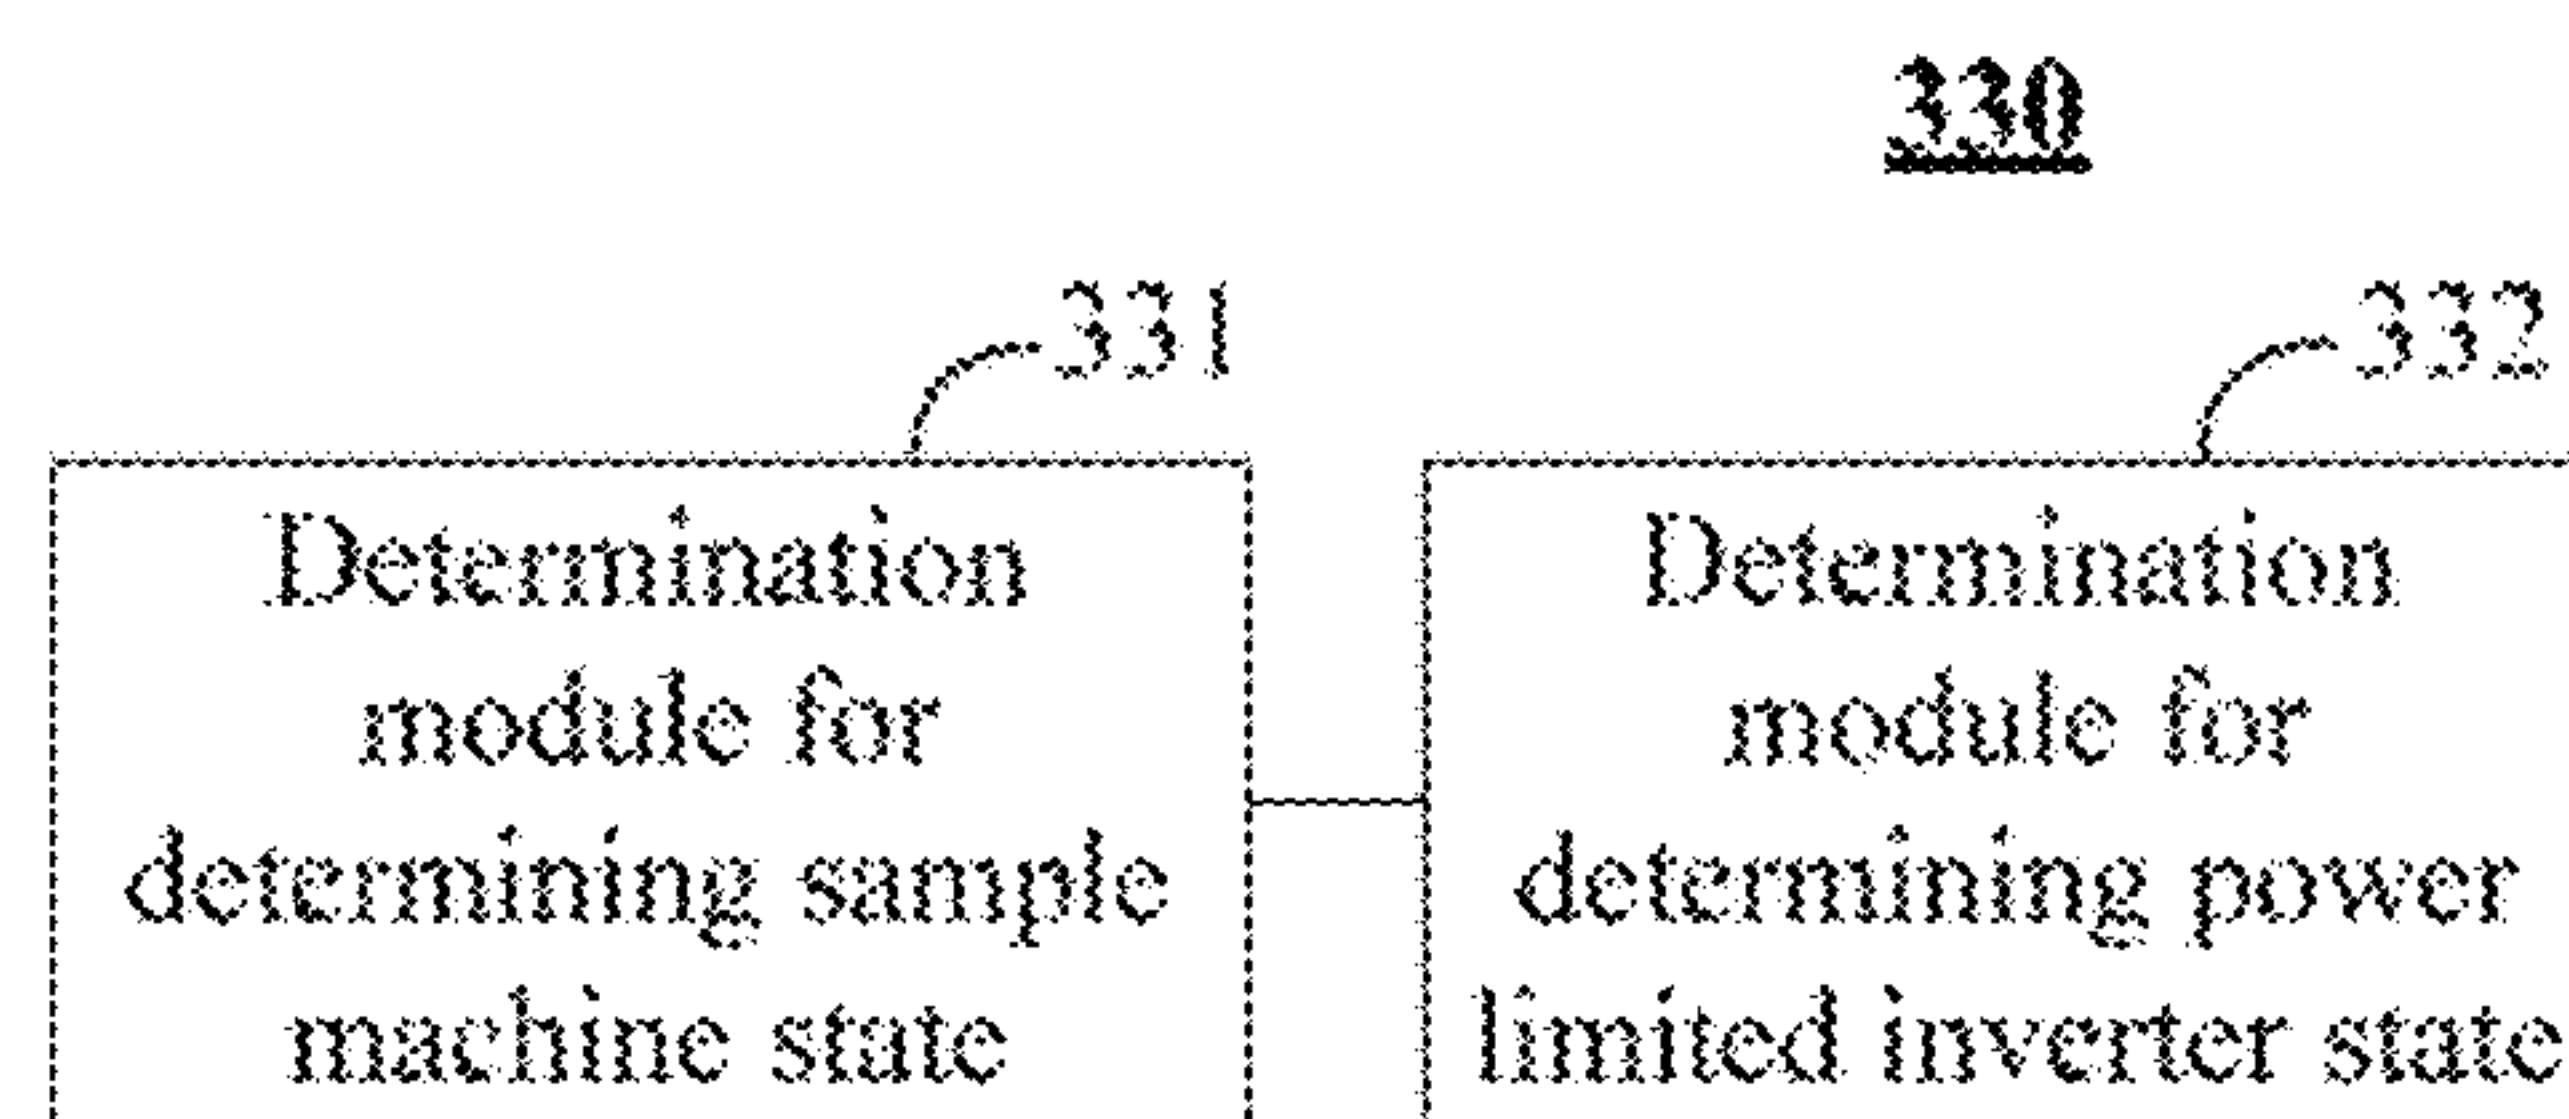 330
331
332
Determination
module for
determining sample
machine state
Determination
module for
determining power
limited inverter state